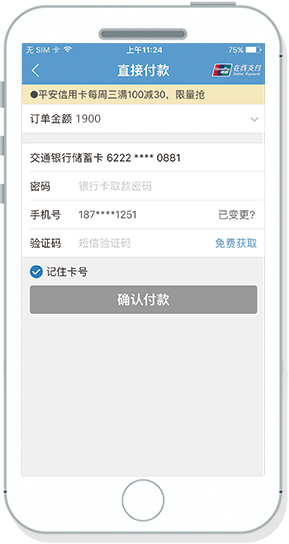 无 SIM 卡 上午11:24 75%
直接付款 UnionPay 在线支付
Online Payment
●平安信用卡每周三满100减30，限量抢
订单金额 1900
交通银行储蓄卡 6222 **** 0881
密码 银行卡取款密码
手机号 187****1251 已变更?
验证码 短信验证码 免费获取
记住卡号
确认付款